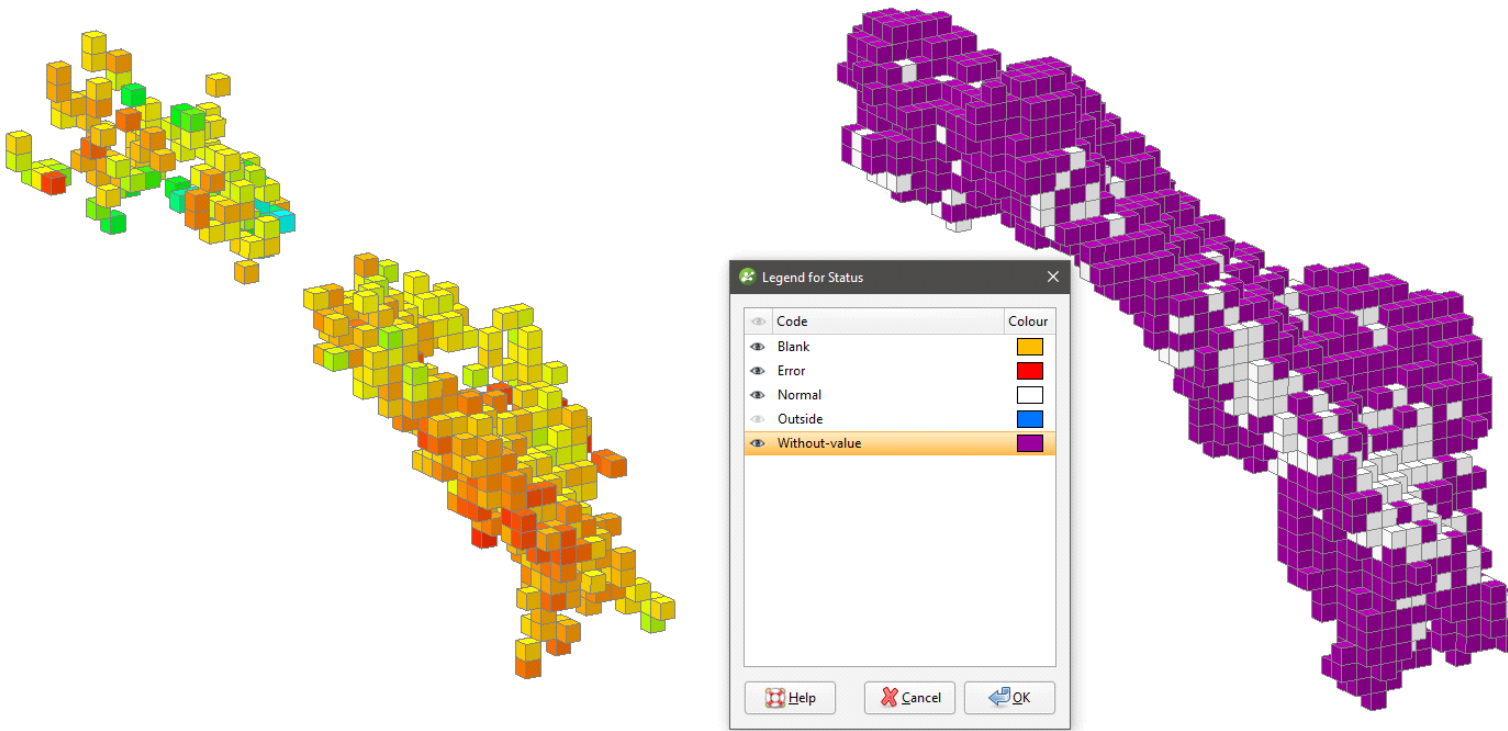 Legend for Status
Code Colour
Blank
Error
Normal
Outside
Without-value
Help Cancel OK